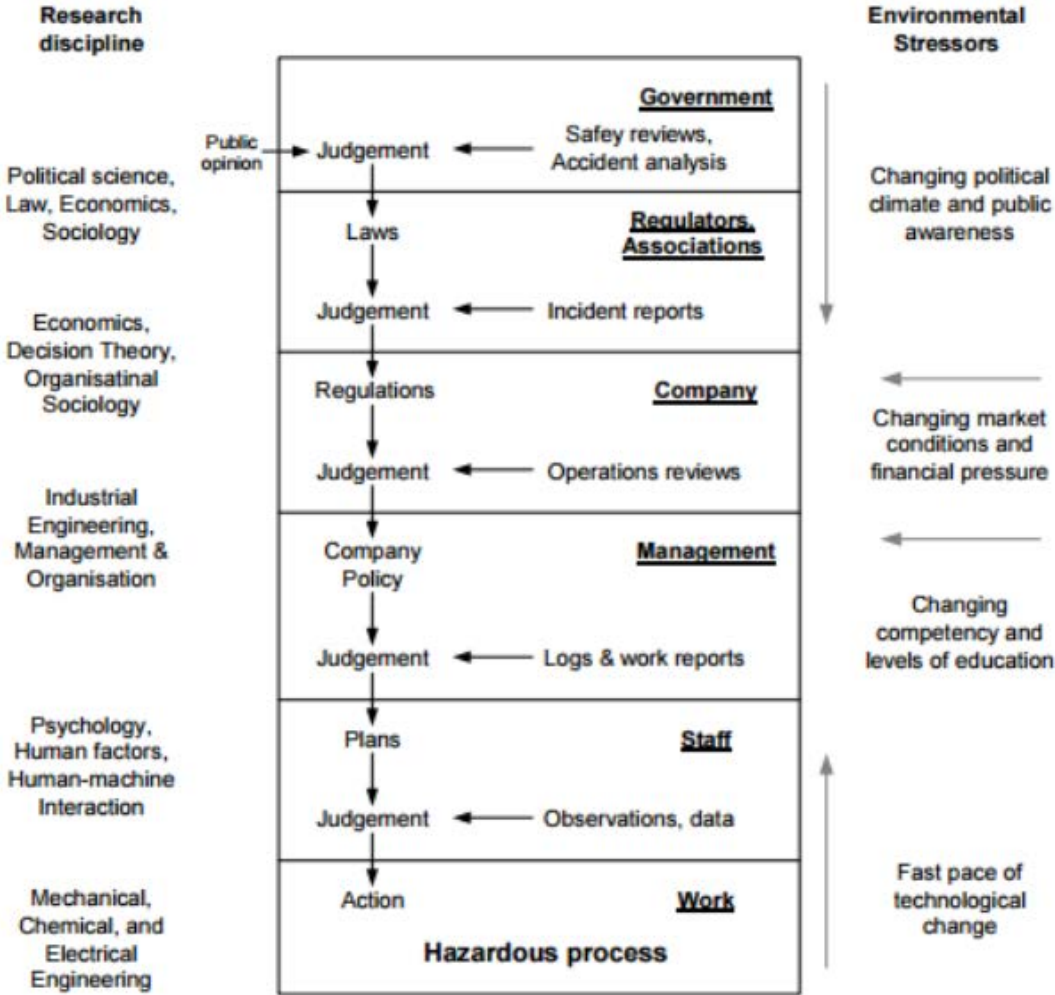 Research
discipline
Environmental
Stressors
Government
Public
opinion
Judgement
Safey reviews,
Accident analysis
Political science,
Law, Economics,
Sociology
Changing political
climate and public
awareness
Laws
Regulators,
Associations
Judgement
Incident reports
Economics,
Decision Theory,
Organisatinal
Sociology
Regulations
Company
Changing market
conditions and
financial pressure
Judgement
Operations reviews
Industrial
Engineering,
Management &
Organisation
Company
Policy
Management
Changing
competency and
levels of education
Judgement
Logs & work reports
Psychology,
Human factors,
Human-machine
Interaction
Plans
Staff
Judgement
Observations, data
Fast pace of
technological
change
Mechanical,
Chemical, and
Electrical
Engineering
Action
Work
Hazardous process